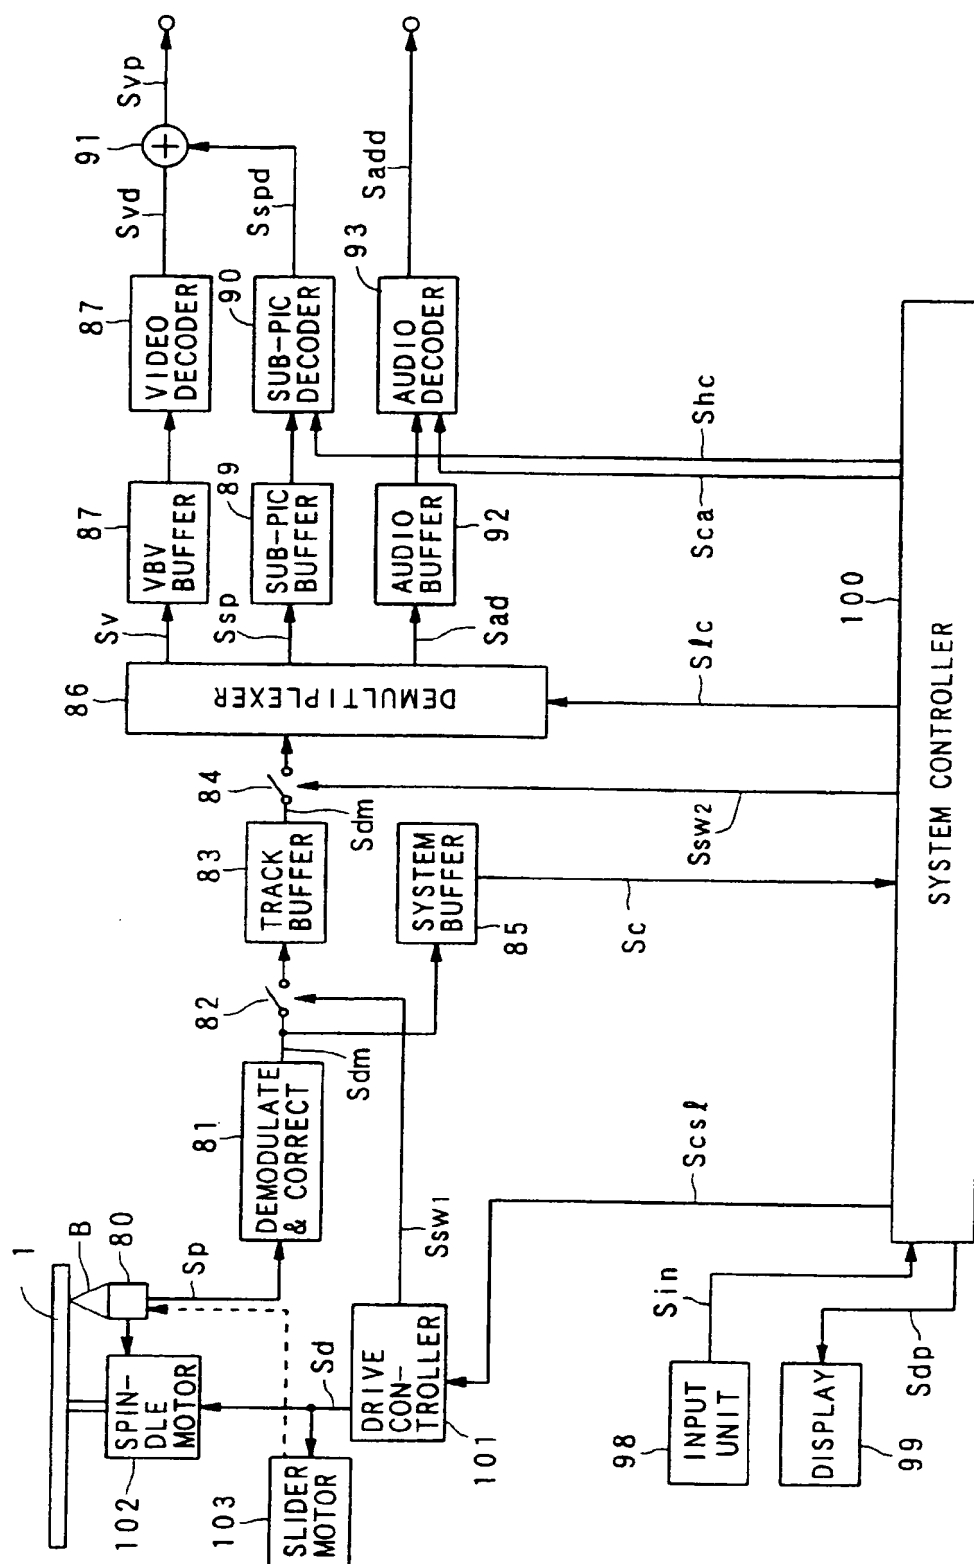 1
B
80
SPIN-
DLE
MOTOR
102
Sp
Sd
SLIDER
MOTOR
103
DRIVE
CON-
TROLLER
101
Ssw1
DEMODULATE
& CORRECT
81
Sdm
82
TRACK
BUFFER
83
Sdm
84
SYSTEM
BUFFER
85
Sc
Ssw2
DEMULTIPLEXER
86
Slc
Sv
Ssp
Sad
VBV
BUFFER
87
SUB-PIC
BUFFER
89
AUDIO
BUFFER
92
VIDEO
DECODER
87
SUB-PIC
DECODER
90
AUDIO
DECODER
93
Svd
Sspd
Sadd
91
+
Svp
Shc
Sca
Scsl
INPUT
UNIT
98
Sin
DISPLAY
99
Sdp
SYSTEM CONTROLLER
100